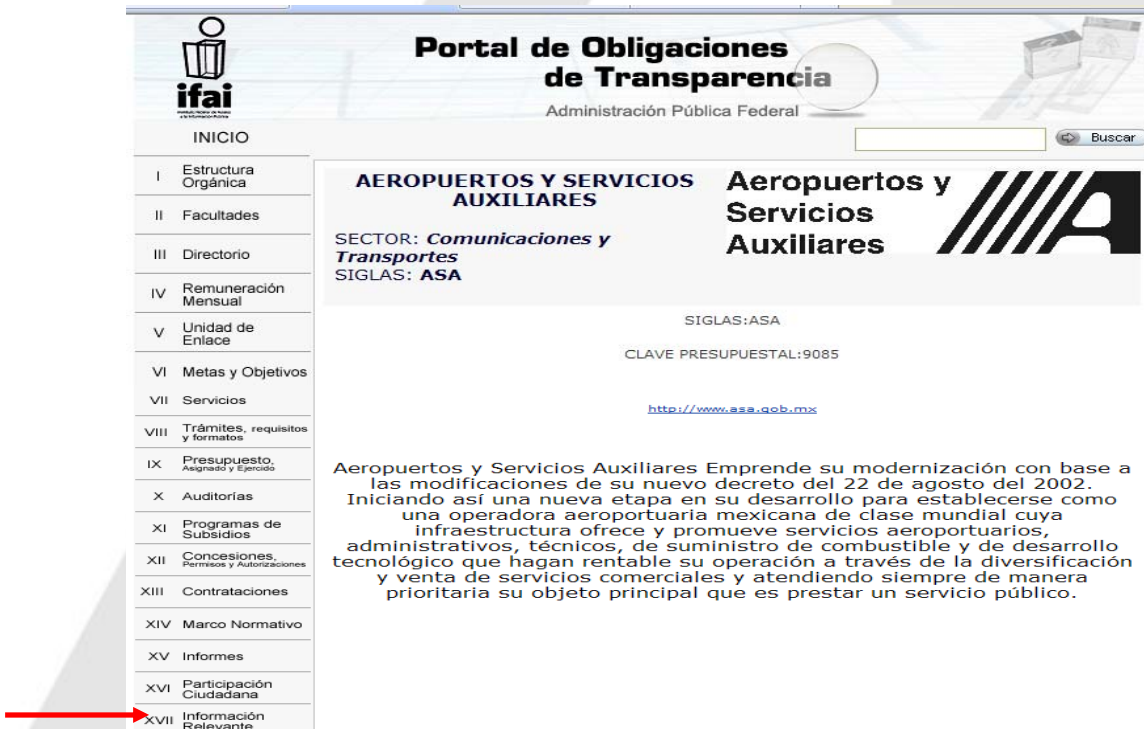 Portal de Obligaciones
de Transparencia
Administración Pública Federal
ifai
INICIO
Buscar
I Estructura
Orgánica
II Facultades
III Directorio
IV Remuneración
Mensual
V Unidad de
Enlace
VI Metas y Objetivos
VII Servicios
VIII Trámites, requisitos
y formatos
IX Presupuesto,
Asignado y Ejercido
X Auditorías
XI Programas de
Subsidios
XII Concesiones,
Permisos y Autorizaciones
XIII Contrataciones
XIV Marco Normativo
XV Informes
XVI Participación
Ciudadana
XVII Información
Relevante
AEROPUERTOS Y SERVICIOS
AUXILIARES
SECTOR: Comunicaciones y
Transportes
SIGLAS: ASA
Aeropuertos y
Servicios
Auxiliares
SIGLAS:ASA
CLAVE PRESUPUESTAL:9085
http://www.asa.gob.mx
Aeropuertos y Servicios Auxiliares Emprende su modernización con base a
las modificaciones de su nuevo decreto del 22 de agosto del 2002.
Iniciando así una nueva etapa en su desarrollo para establecerse como
una operadora aeroportuaria mexicana de clase mundial cuya
infraestructura ofrece y promueve servicios aeroportuarios,
administrativos, técnicos, de suministro de combustible y de desarrollo
tecnológico que hagan rentable su operación a través de la diversificación
y venta de servicios comerciales y atendiendo siempre de manera
prioritaria su objeto principal que es prestar un servicio público.